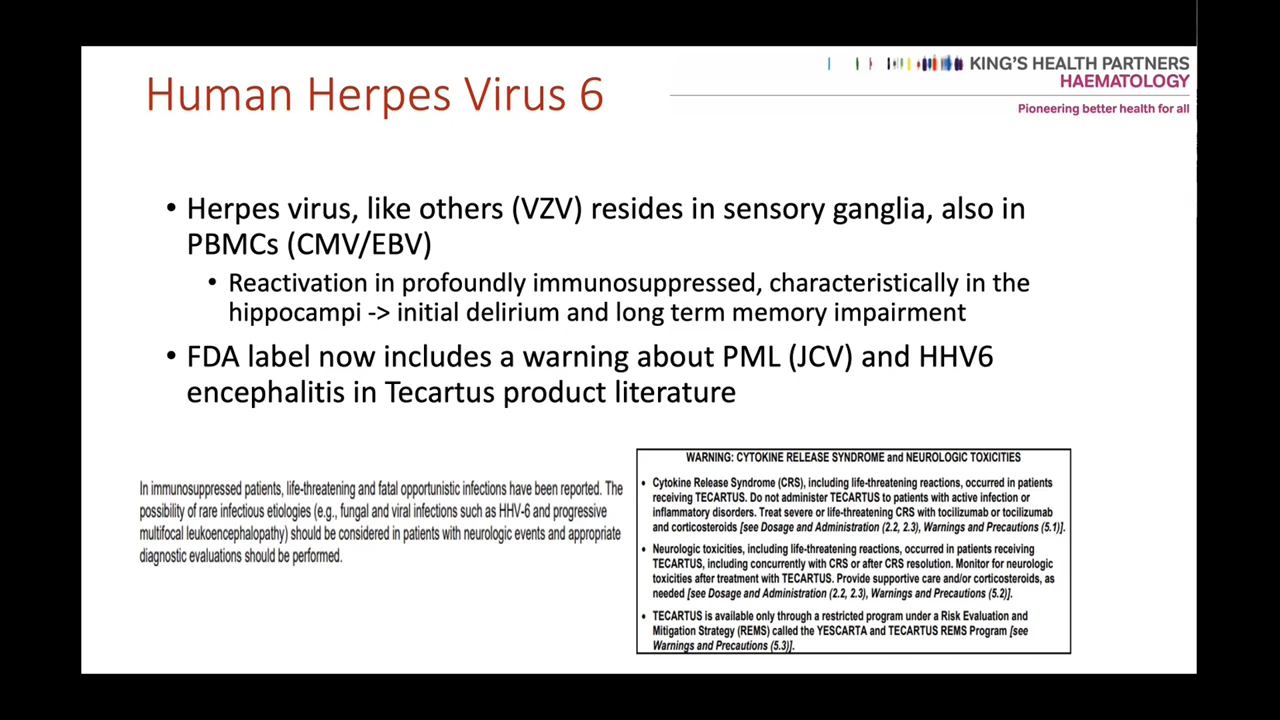 Human Herpes Virus 6
KING'S HEALTH PARTNERS
HAEMATOLOGY
Pioneering better health for all
• Herpes virus, like others (VZV) resides in sensory ganglia, also in
PBMCs (CMV/EBV)
• Reactivation in profoundly immunosuppressed, characteristically in the
hippocampi -> initial delirium and long term memory impairment
• FDA label now includes a warning about PML (JCV) and HHV6
encephalitis in Tecartus product literature
In immunosuppressed patients, life-threatening and fatal opportunistic infections have been reported. The
possibility of rare infectious etiologies (e.g., fungal and viral infections such as HHV-6 and progressive
multifocal leukoencephalopathy) should be considered in patients with neurologic events and appropriate
diagnostic evaluations should be performed.
WARNING: CYTOKINE RELEASE SYNDROME and NEUROLOGIC TOXICITIES
• Cytokine Release Syndrome (CRS), including life-threatening reactions, occurred in patients
receiving TECARTUS. Do not administer TECARTUS to patients with active infection or
inflammatory disorders. Treat severe or life-threatening CRS with tocilizumab or tocilizumab
and corticosteroids [see Dosage and Administration (2.2, 2.3), Warnings and Precautions (5.1)].
• Neurologic toxicities, including life-threatening reactions, occurred in patients receiving
TECARTUS, including concurrently with CRS or after CRS resolution. Monitor for neurologic
toxicities after treatment with TECARTUS. Provide supportive care and/or corticosteroids, as
needed [see Dosage and Administration (2.2, 2.3), Warnings and Precautions (5.2)].
• TECARTUS is available only through a restricted program under a Risk Evaluation and
Mitigation Strategy (REMS) called the YESCARTA and TECARTUS REMS Program [see
Warnings and Precautions (5.3)].